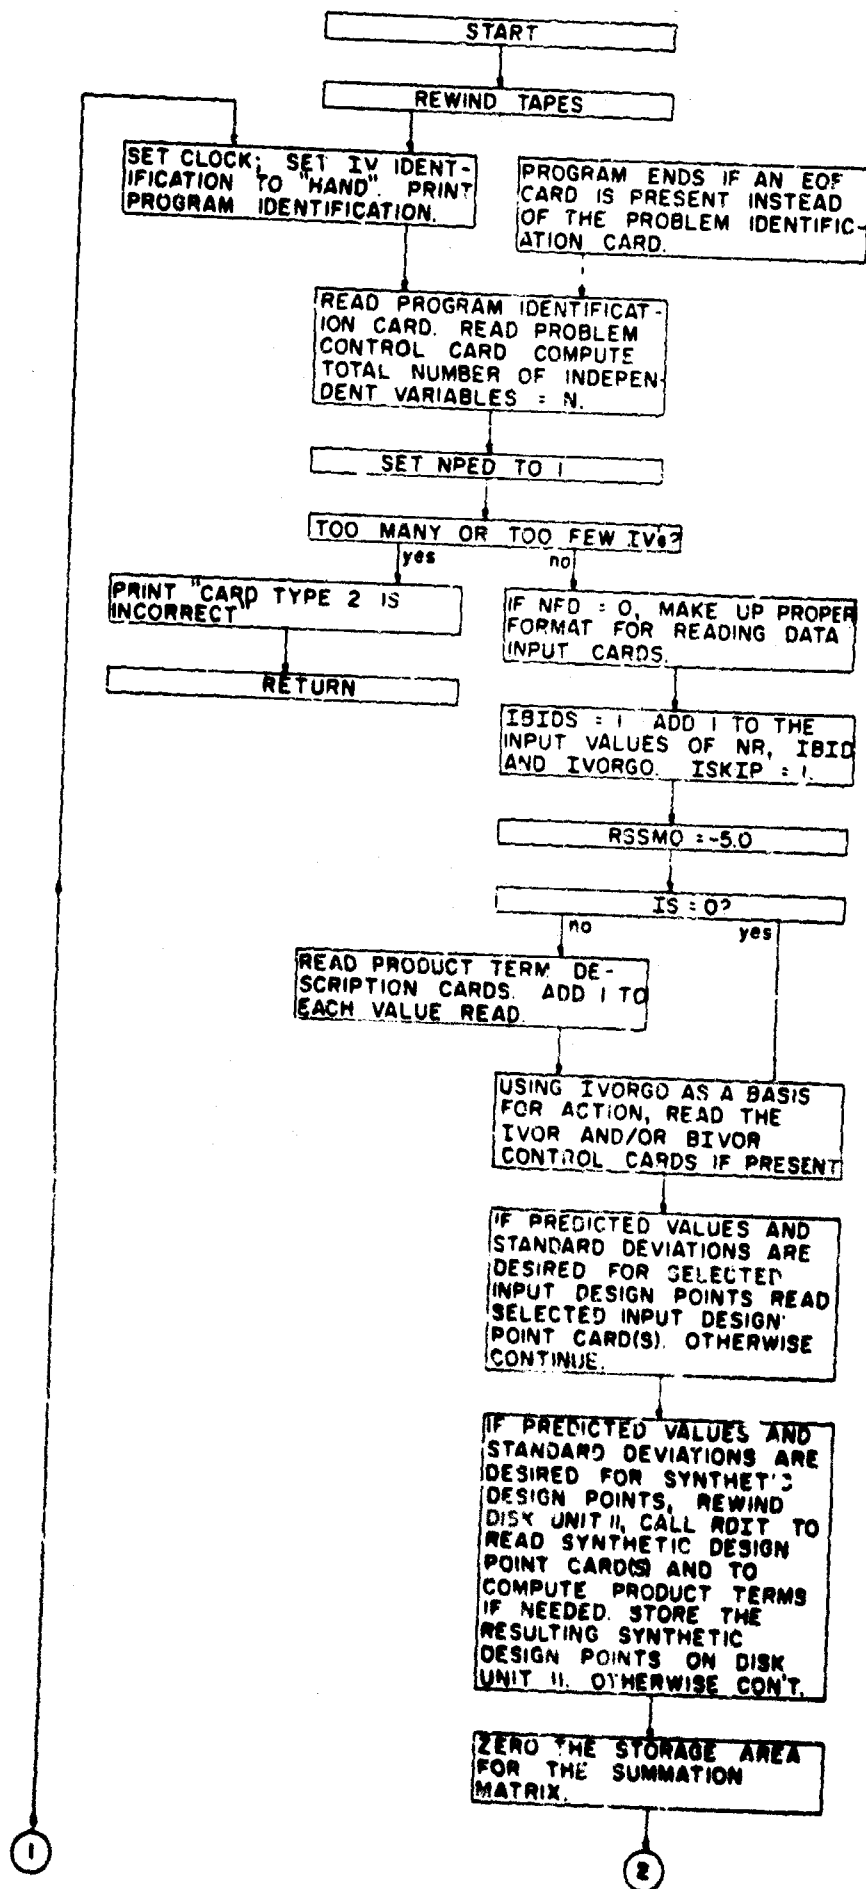 START
REWIND TAPES
SET CLOCK; SET IV IDENT-
IFICATION TO "HAND". PRINT
PROGRAM IDENTIFICATION.
PROGRAM ENDS IF AN EOF
CARD IS PRESENT INSTEAD
OF THE PROBLEM IDENTIFIC-
ATION CARD.
READ PROGRAM IDENTIFICAT-
ION CARD. READ PROBLEM
CONTROL CARD COMPUTE
TOTAL NUMBER OF INDEPEN-
DENT VARIABLES = N.
SET NPED TO 1
TOO MANY OR TOO FEW IV's?
yes
no
PRINT "CARD TYPE 2 IS
INCORRECT"
RETURN
IF NFD = 0, MAKE UP PROPER
FORMAT FOR READING DATA
INPUT CARDS.
IBIDS = 1 ADD 1 TO THE
INPUT VALUES OF NR, IBID
AND IVORGO. ISKIP = 1.
RSSMO = -5.0
IS = 0?
no
yes
READ PRODUCT TERM DE-
SCRIPTION CARDS. ADD 1 TO
EACH VALUE READ.
USING IVORGO AS A BASIS
FOR ACTION, READ THE
IVOR AND/OR BIVOR
CONTROL CARDS IF PRESENT
IF PREDICTED VALUES AND
STANDARD DEVIATIONS ARE
DESIRED FOR SELECTED
INPUT DESIGN POINTS READ
SELECTED INPUT DESIGN
POINT CARD(S). OTHERWISE
CONTINUE.
IF PREDICTED VALUES AND
STANDARD DEVIATIONS ARE
DESIRED FOR SYNTHETIC
DESIGN POINTS, REWIND
DISK UNIT 11, CALL RDIT TO
READ SYNTHETIC DESIGN
POINT CARD(S) AND TO
COMPUTE PRODUCT TERMS
IF NEEDED. STORE THE
RESULTING SYNTHETIC
DESIGN POINTS ON DISK
UNIT 11. OTHERWISE CON'T.
ZERO THE STORAGE AREA
FOR THE SUMMATION
MATRIX.
1
2